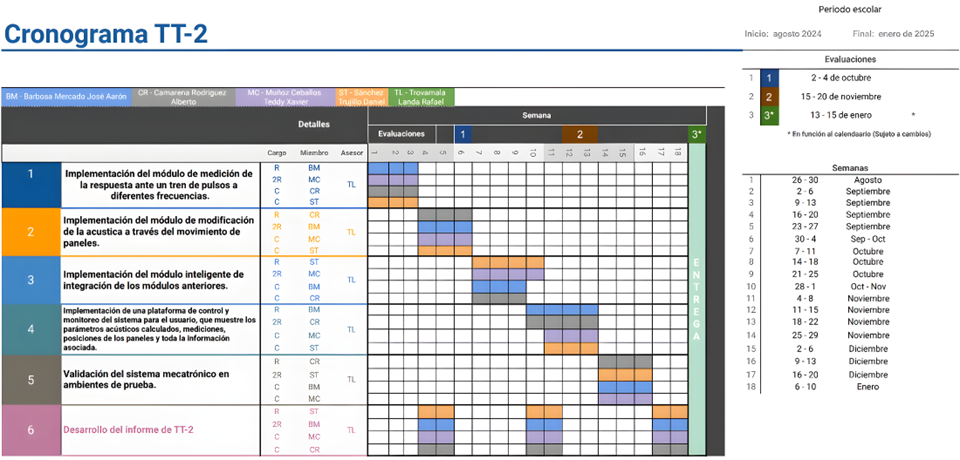 Periodo escolar
Cronograma TT-2
Inicio: agosto 2024 Final: enero de 2025
Evaluaciones
1 1 2 - 4 de octubre
2 2 15 - 20 de noviembre
3 3* 13 - 15 de enero *
* En función al calendaario (Sujeto a cambios)
BM - Barbosa Mercado José Aarón
CR - Camarena Rodriguez
Alberto
MC - Muñoz Ceballos
Teddy Xavier
ST - Sánchez
Trujillo Daniel
TL - Trovamala
Landa Rafael
Detalles
Semana
Evaluaciones 1 2 3*
Cargo Miembro Asesor
1 2 3 4 5 6 7 8 9 10 11 12 13 14 15 16 17 18
1
Implementación del módulo de medición de
la respuesta ante un tren de pulsos a
diferentes frecuencias.
R BM
2R MC
C CR
C ST
TL
2
Implementación del módulo de modificación
de la acustica a través del movimiento de
paneles.
R CR
2R BM
C MC
C ST
TL
3
Implementación del módulo inteligente de
integración de los módulos anteriores.
R ST
2R MC
C BM
C CR
TL
4
Implementación de una plataforma de control y
monitoreo del sistema para el usuario, que muestre los
parámetros acústicos calculados, mediciones,
posiciones de los paneles y toda la información
asociada.
R BM
2R CR
C MC
C ST
TL
5
Validación del sistema mecatrónico en
ambientes de prueba.
R CR
2R ST
C BM
C MC
TL
6
Desarrollo del informe de TT-2
R ST
2R BM
C MC
C CR
TL
ENTREGA
Semanas
1 26 - 30 Agosto
2 2 - 6 Septiembre
3 9 - 13 Septiembre
4 16 - 20 Septiembre
5 23 - 27 Septiembre
6 30 - 4 Sep - Oct
7 7 - 11 Octubre
8 14 - 18 Octubre
9 21 - 25 Octubre
10 28 - 1 Oct - Nov
11 4 - 8 Noviembre
12 11 - 15 Noviembre
13 18 - 22 Noviembre
14 25 - 29 Noviembre
15 2 - 6 Diciembre
16 9 - 13 Diciembre
17 16 - 20 Diciembre
18 6 - 10 Enero